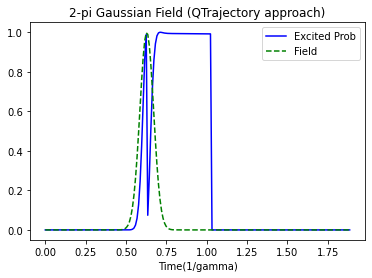 2-pi Gaussian Field (QTrajectory approach)
1.0
0.8
0.6
0.4
0.2
0.0
Excited Prob
Field
0.00 0.25 0.50 0.75 1.00 1.25 1.50 1.75
Time(1/gamma)